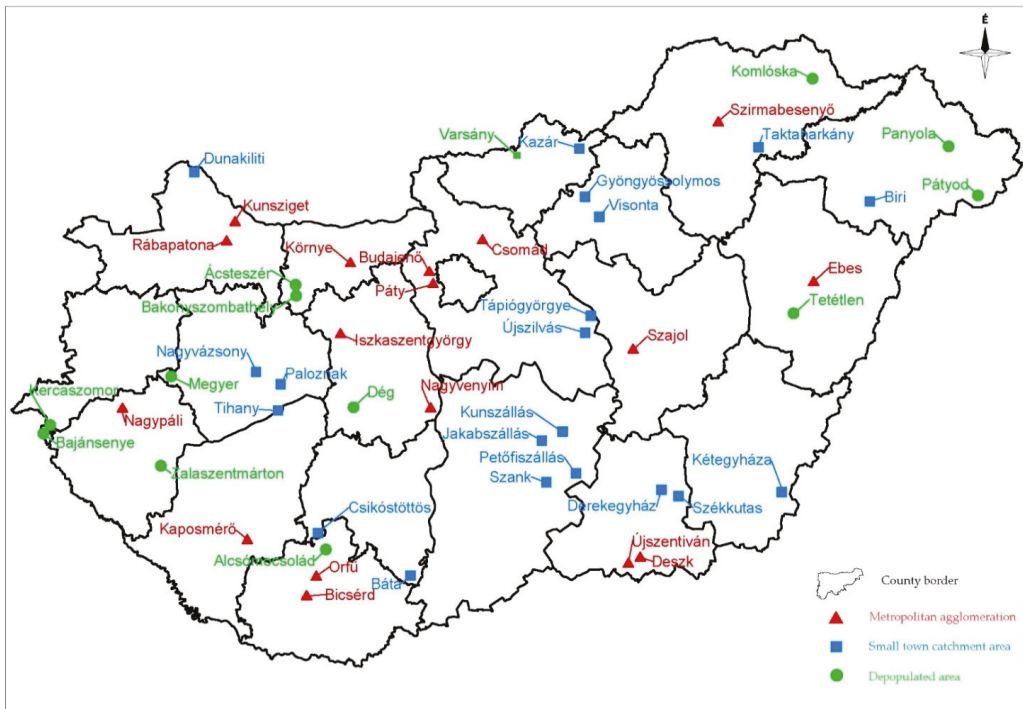 É
Komlóska
Szirmabesenyő
Varsány
Kazár
Taktaharkány
Panyola
Dunakiliti
Gyöngyössolymos
Pátyod
Visonta
Biri
Kunsziget
Rábapatona
Környe
Budajenő
Csomád
Ácsteszér
Páty
Ebes
Bakonyszombathely
Tápiógyörgye
Tetétlen
Újszilvás
Iszkaszentgyörgy
Szajol
Nagyvázsony
Paloznak
Megyer
Kercaszomor
Dég
Nagyvenyim
Tihany
Nagypáli
Kunszállás
Jakabszállás
Bajánsenye
Petőfiszállás
Kétegyháza
Zalaszentmárton
Szank
Derekegyház
Székkutas
Csikóstöttös
Kaposmérő
Újszentiván
Alcsómocsolád
Deszk
Orfű
Báta
Bicsérd
County border
Metropolitan agglomeration
Small town catchment area
Depopulated area